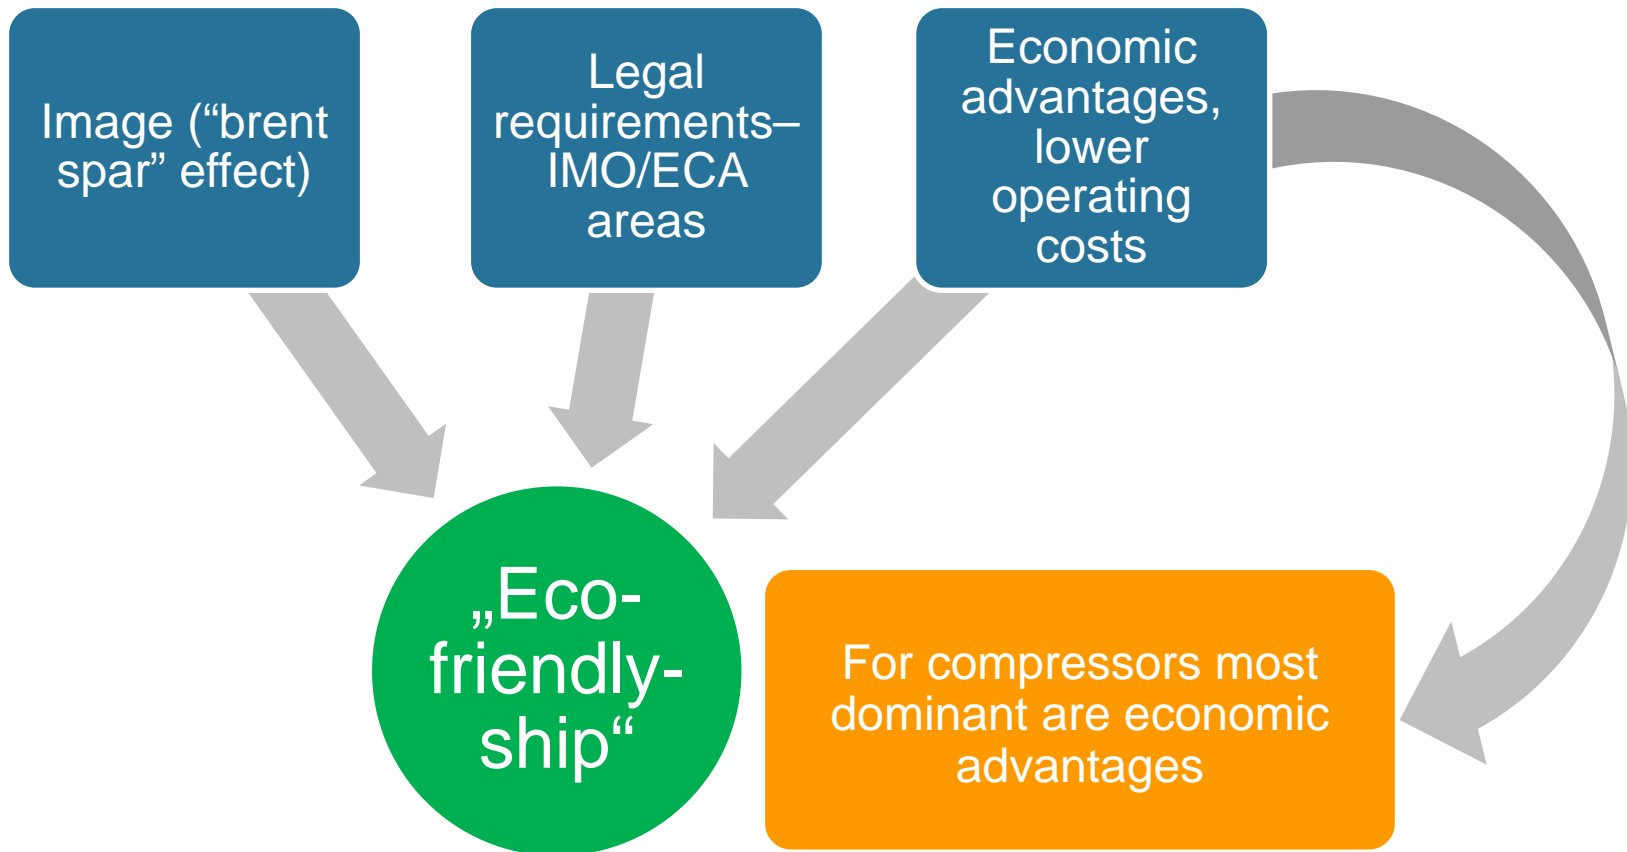 Image (“brent
spar” effect)
Legal
requirements–
IMO/ECA
areas
Economic
advantages,
lower
operating
costs
„Eco-
friendly-
ship“
For compressors most
dominant are economic
advantages